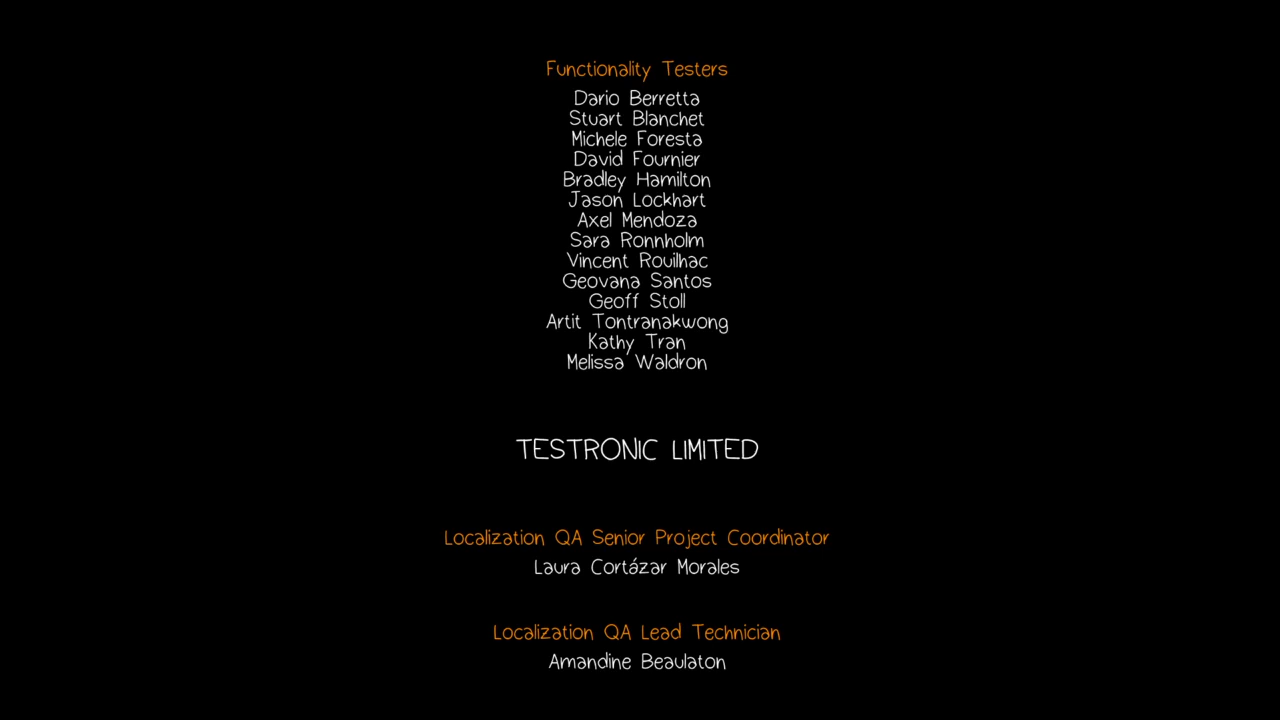 Functionality Testers
Dario Berretta
Stuart Blanchet
Michele Foresta
David Fournier
Bradley Hamilton
Jason Lockhart
Axel Mendoza
Sara Ronnholm
Vincent Rouilhac
Geovana Santos
Geoff Stoll
Artit Tontranakwong
Kathy Tran
Melissa Waldron
TESTRONIC LIMITED
Localization QA Senior Project Coordinator
Laura Cortázar Morales
Localization QA Lead Technician
Amandine Beaulaton